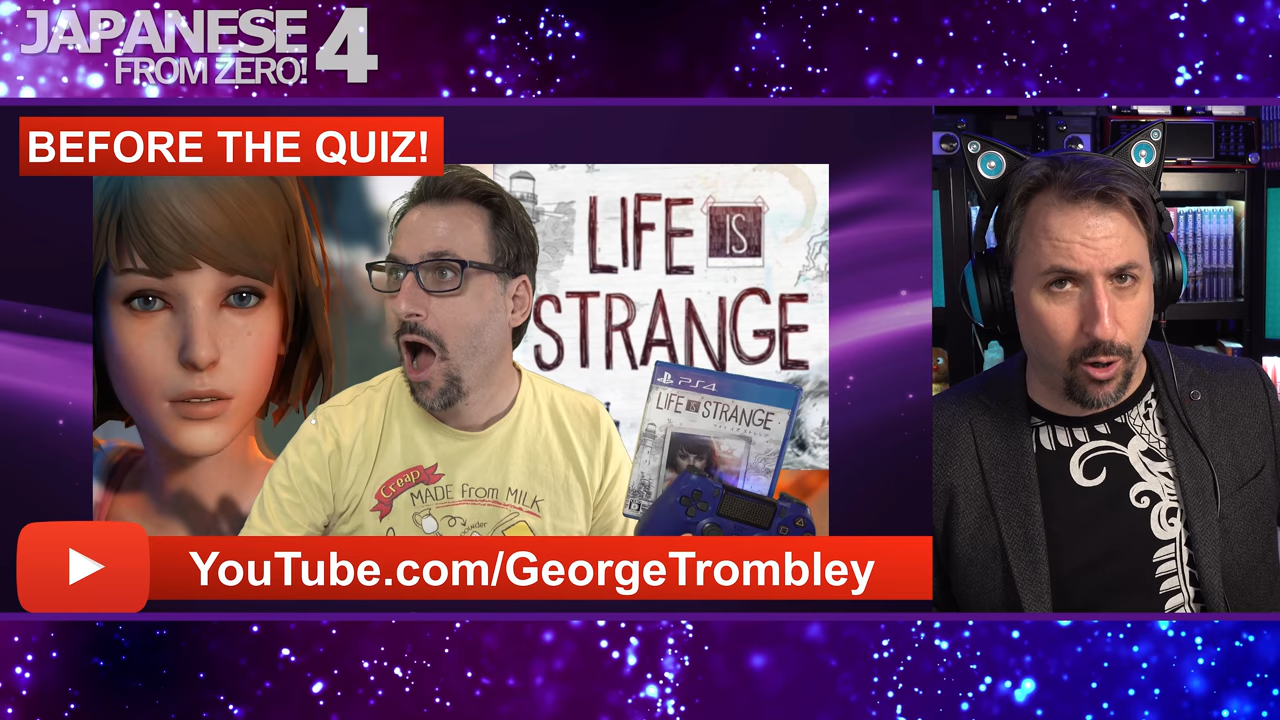 JAPANESE
FROM ZERO! 4
BEFORE THE QUIZ!
LIFE IS
STRANGE
PS4
LIFE IS STRANGE
Creap
MADE from MILK
YouTube.com/GeorgeTrombley